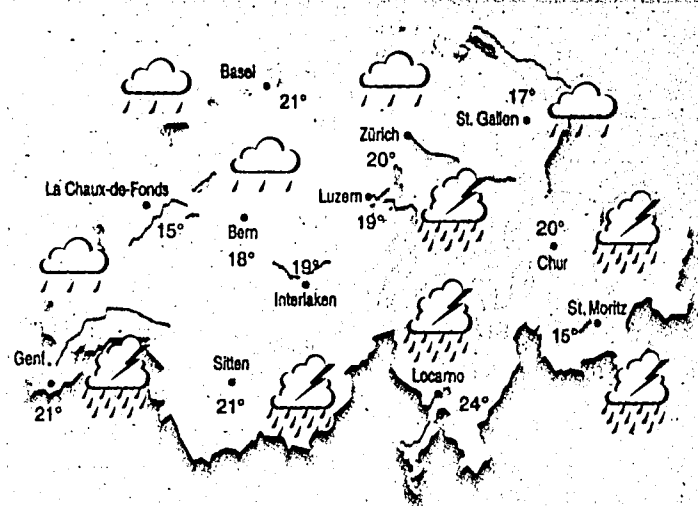 Basel
21°
17°
St. Gallen
Zürich
20°
La Chaux-de-Fonds
15°
Luzern
19°
Bern
18°
20°
Chur
19°
Interlaken
St. Moritz
15°
Genf
21°
Sitten
21°
Locarno
24°